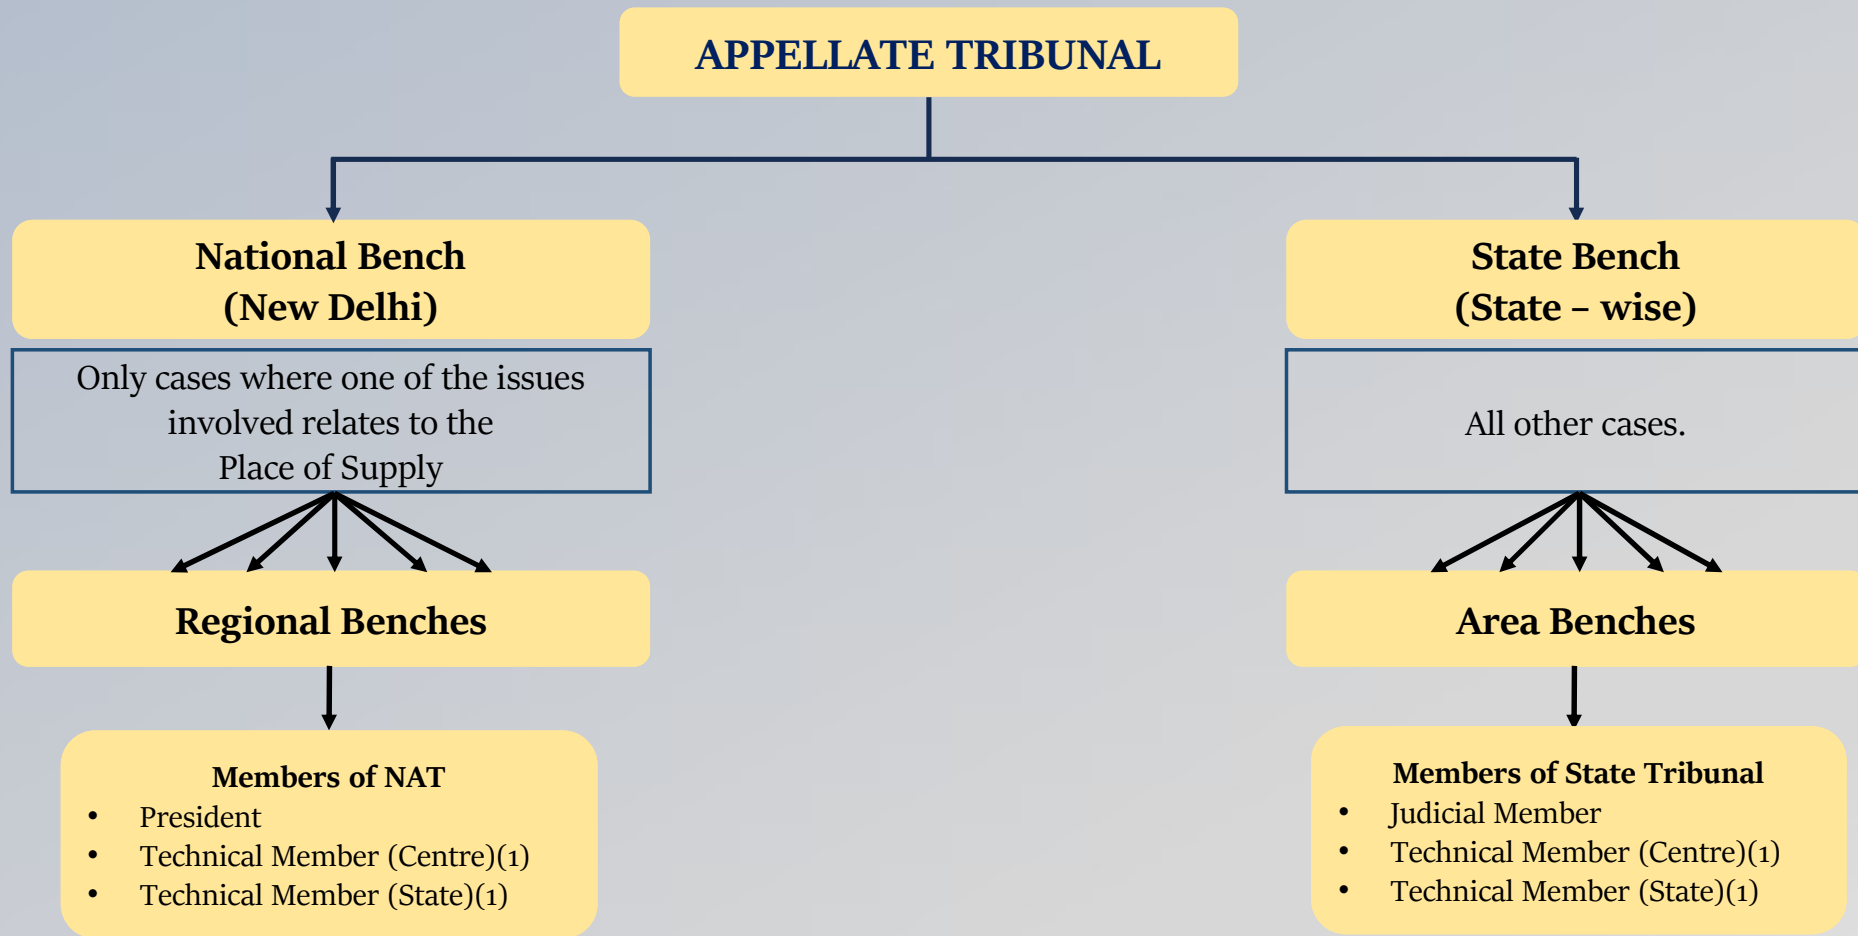 APPELLATE TRIBUNAL
National Bench
(New Delhi)
Only cases where one of the issues
involved relates to the
Place of Supply
Regional Benches
Members of NAT
• President
• Technical Member (Centre)(1)
• Technical Member (State)(1)
State Bench
(State – wise)
All other cases.
Area Benches
Members of State Tribunal
• Judicial Member
• Technical Member (Centre)(1)
• Technical Member (State)(1)